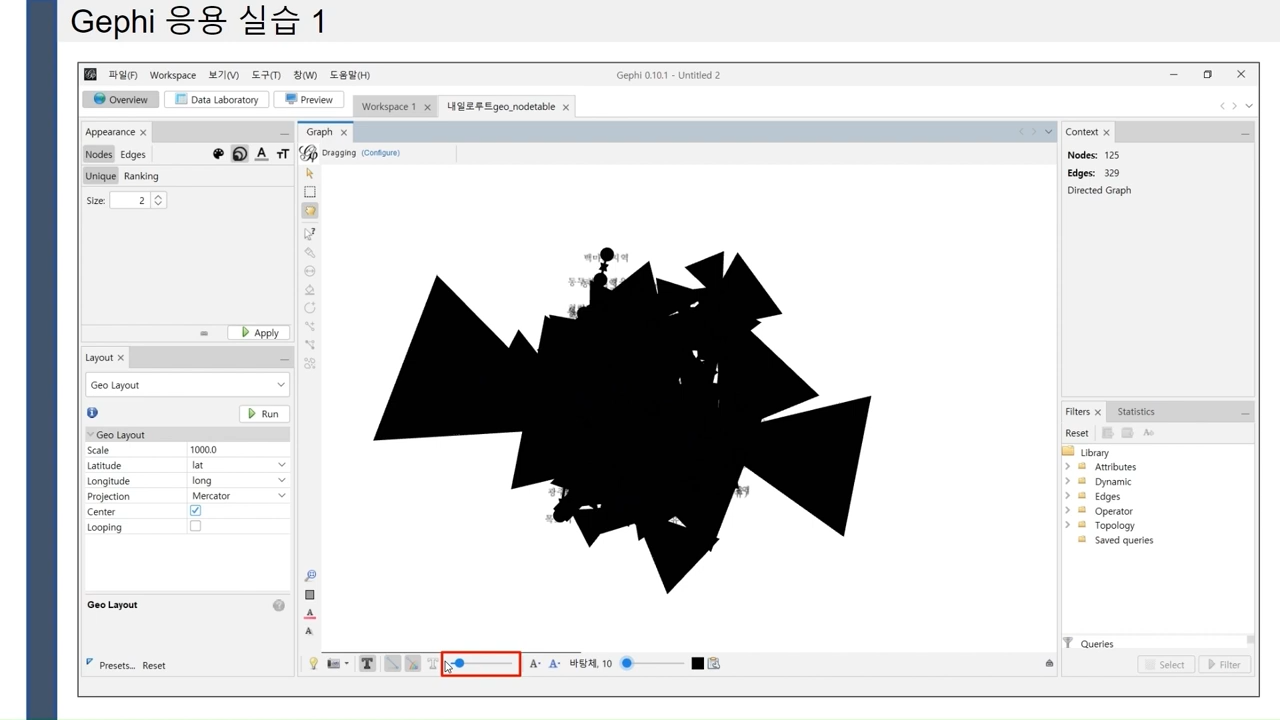 Gephi 응용 실습 1
파일(F) Workspace 보기(V) 도구(T) 창(W) 도움말(H) Gephi 0.10.1 - Untitled 2
Overview Data Laboratory Preview Workspace 1 내일로루트geo_nodetable
Appearance Graph Context
Nodes Edges Dragging (Configure) Nodes: 125
Unique Ranking Edges: 329
Size: 2 Directed Graph
Apply
Layout
Geo Layout
Run
Geo Layout
Scale 1000.0
Latitude lat
Longitude long
Projection Mercator
Center
Looping
Geo Layout
Presets... Reset
바탕체, 10
Filters Statistics
Reset
Library
Attributes
Dynamic
Edges
Operator
Topology
Saved queries
Queries
Select Filter